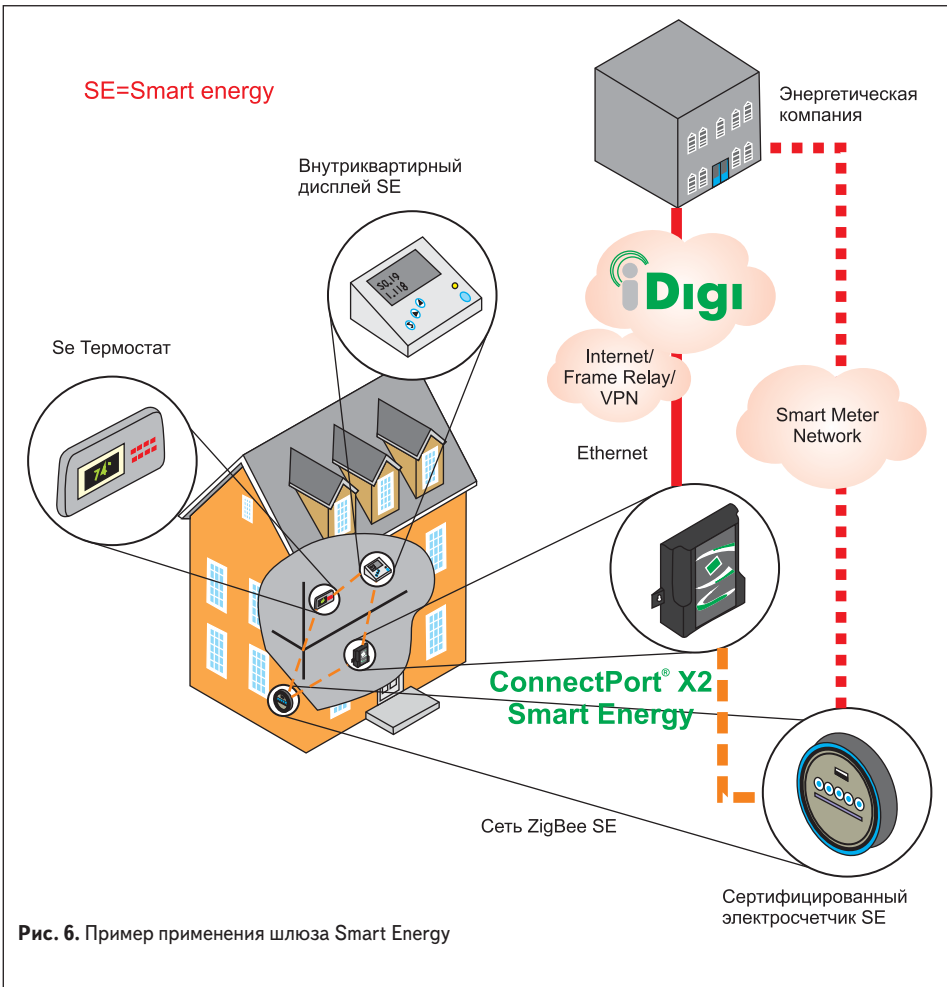 SE=Smart energy
Энергетическая
компания
Внутриквартирный
дисплей SE
$0.19
1.118
iDigi
Se Термостат
Internet/
Frame Relay/
VPN
Smart Meter
Network
Ethernet
74°
ConnectPort® X2
Smart Energy
Сеть ZigBee SE
Сертифицированный
электросчетчик SE
Рис. 6. Пример применения шлюза Smart Energy